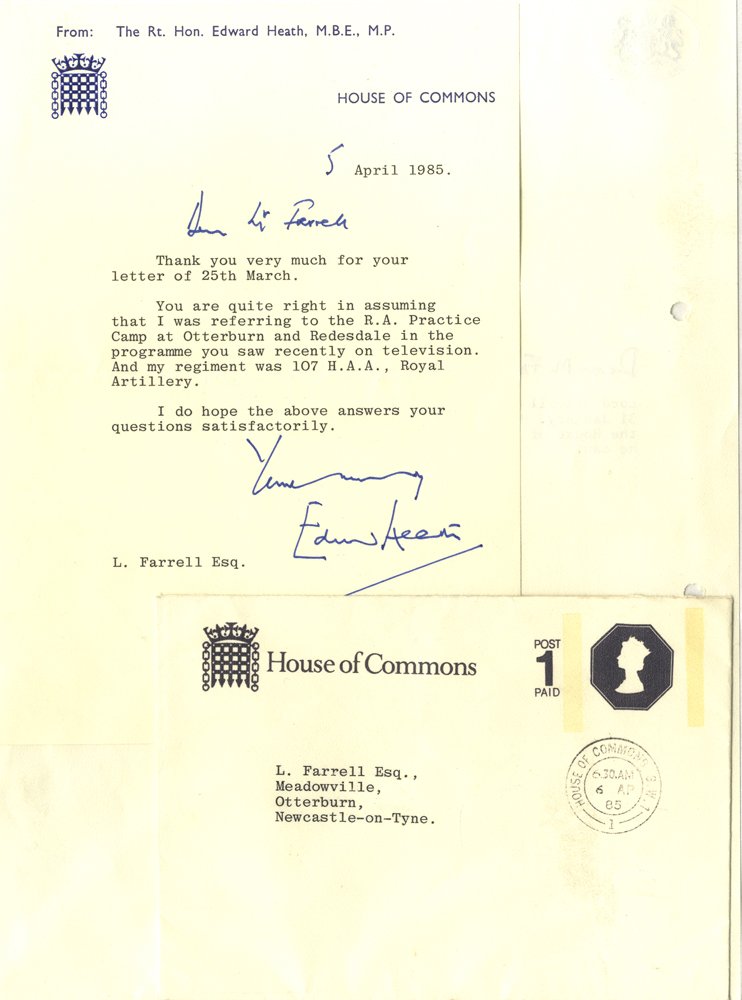 From: The Rt. Hon. Edward Heath, M.B.E., M.P.
HOUSE OF COMMONS
5 April 1985.
Dear Mr Farrell
Thank you very much for your
letter of 25th March.
You are quite right in assuming
that I was referring to the R.A. Practice
Camp at Otterburn and Redesdale in the
programme you saw recently on television.
And my regiment was 107 H.A.A., Royal
Artillery.
I do hope the above answers your
questions satisfactorily.
Edward Heath
L. Farrell Esq.
House of Commons
POST
1
PAID
L. Farrell Esq.,
Meadowville,
Otterburn,
Newcastle-on-Tyne.
HOUSE OF COMMONS S.W.1
6.30AM
6 AP
85
1